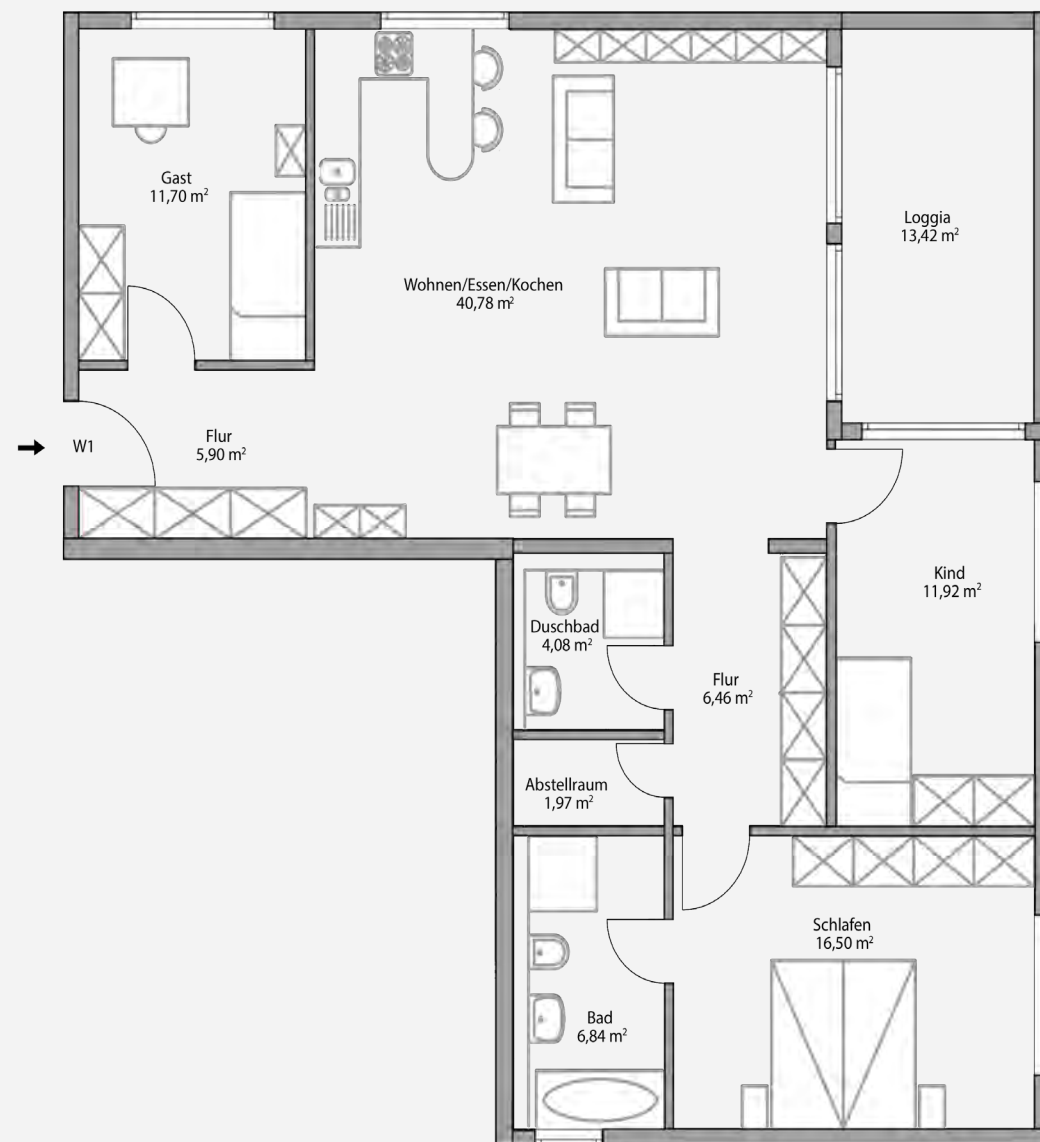 Gast
11,70 m²
Loggia
13,42 m²
Wohnen/Essen/Kochen
40,78 m²
W1
Flur
5,90 m²
Kind
11,92 m²
Duschbad
4,08 m²
Flur
6,46 m²
Abstellraum
1,97 m²
Schlafen
16,50 m²
Bad
6,84 m²